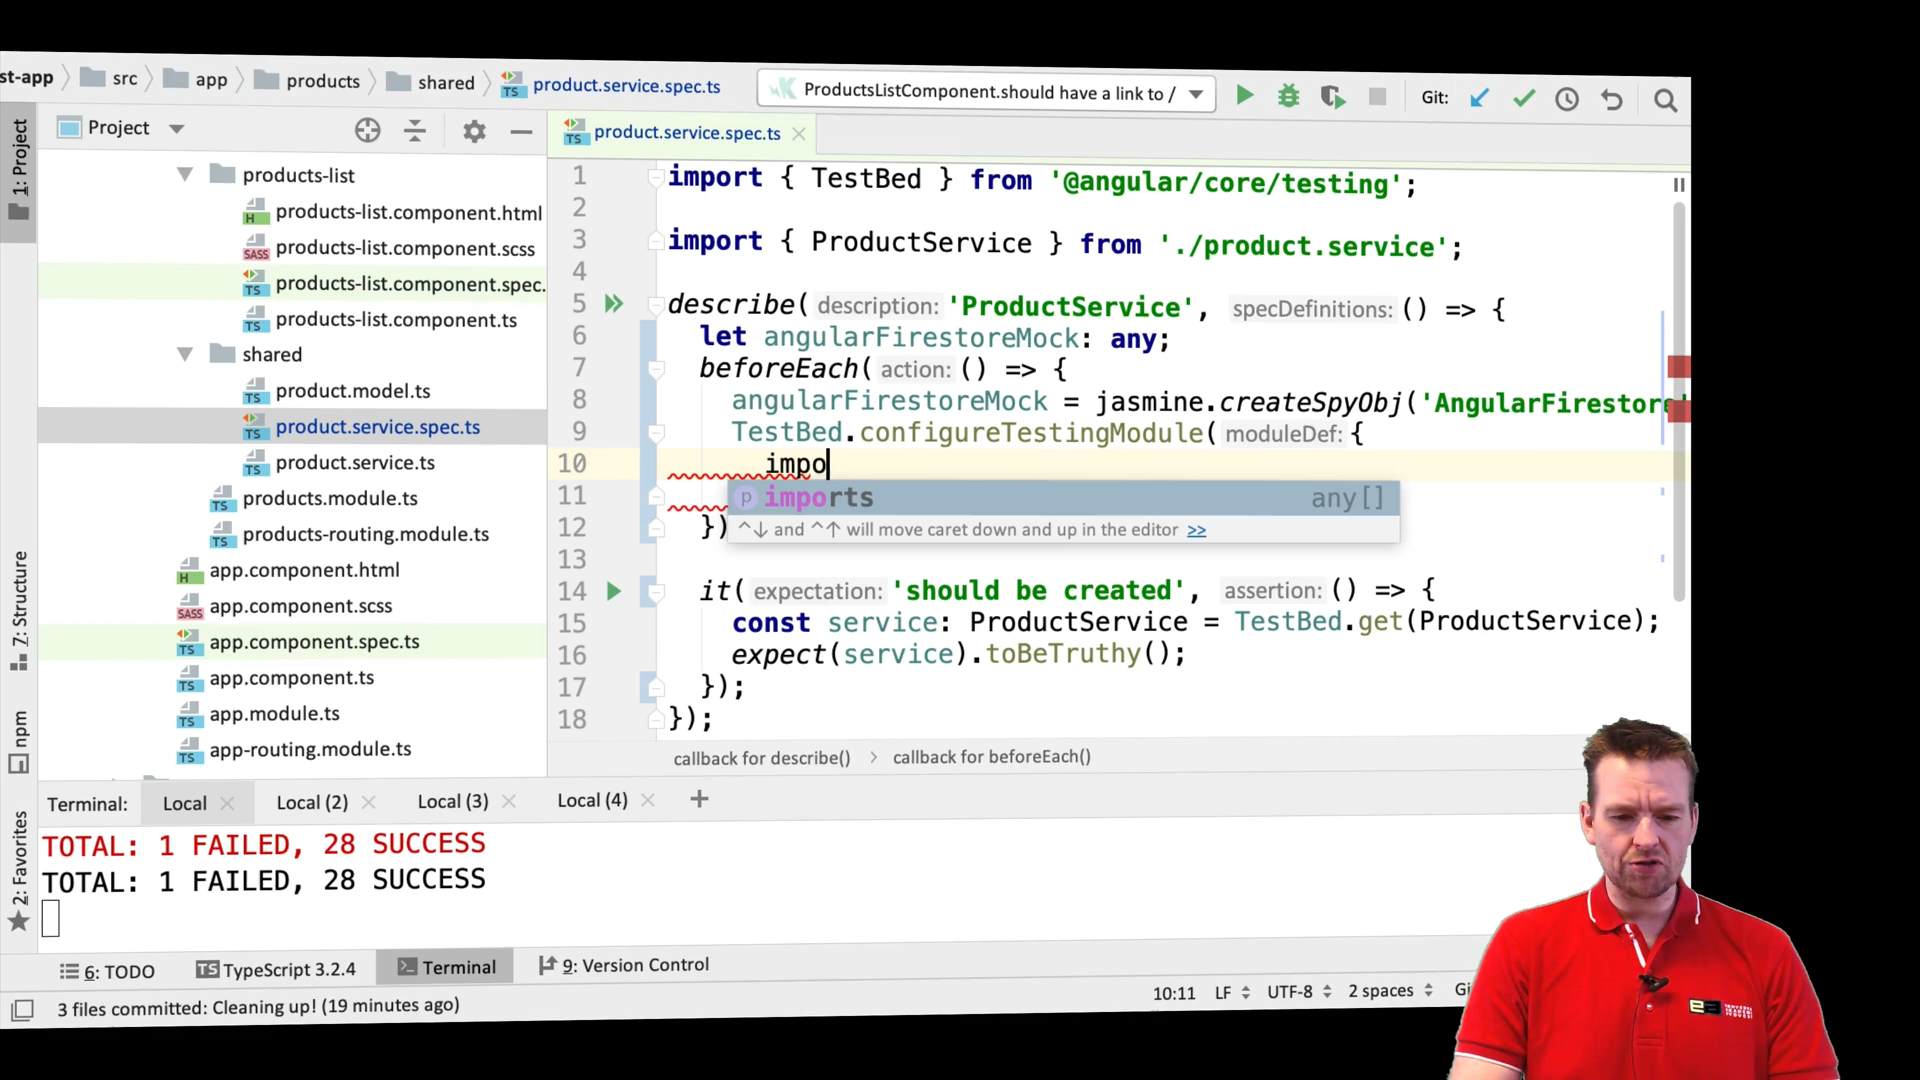 st-app src app products shared product.service.spec.ts ProductsListComponent.should have a link to / Git:
1: Project
Project
product.service.spec.ts
products-list
products-list.component.html
products-list.component.scss
products-list.component.spec.
products-list.component.ts
shared
product.model.ts
product.service.spec.ts
product.service.ts
products.module.ts
products-routing.module.ts
app.component.html
app.component.scss
app.component.spec.ts
app.component.ts
app.module.ts
app-routing.module.ts
1 import { TestBed } from '@angular/core/testing';
2
3 import { ProductService } from './product.service';
4
5 describe( description: 'ProductService', specDefinitions: () => {
6 let angularFirestoreMock: any;
7 beforeEach( action: () => {
8 angularFirestoreMock = jasmine.createSpyObj('AngularFirestore'
9 TestBed.configureTestingModule( moduleDef: {
10 impo
11
p imports any[]
12 })
^↓ and ^↑ will move caret down and up in the editor >>
13
14 it( expectation: 'should be created', assertion: () => {
15 const service: ProductService = TestBed.get(ProductService);
16 expect(service).toBeTruthy();
17 });
18 });
callback for describe() > callback for beforeEach()
7: Structure
npm
2: Favorites
Terminal: Local Local (2) Local (3) Local (4) +
TOTAL: 1 FAILED, 28 SUCCESS
TOTAL: 1 FAILED, 28 SUCCESS
6: TODO TypeScript 3.2.4 Terminal 9: Version Control
3 files committed: Cleaning up! (19 minutes ago)
10:11 LF UTF-8 2 spaces Gi